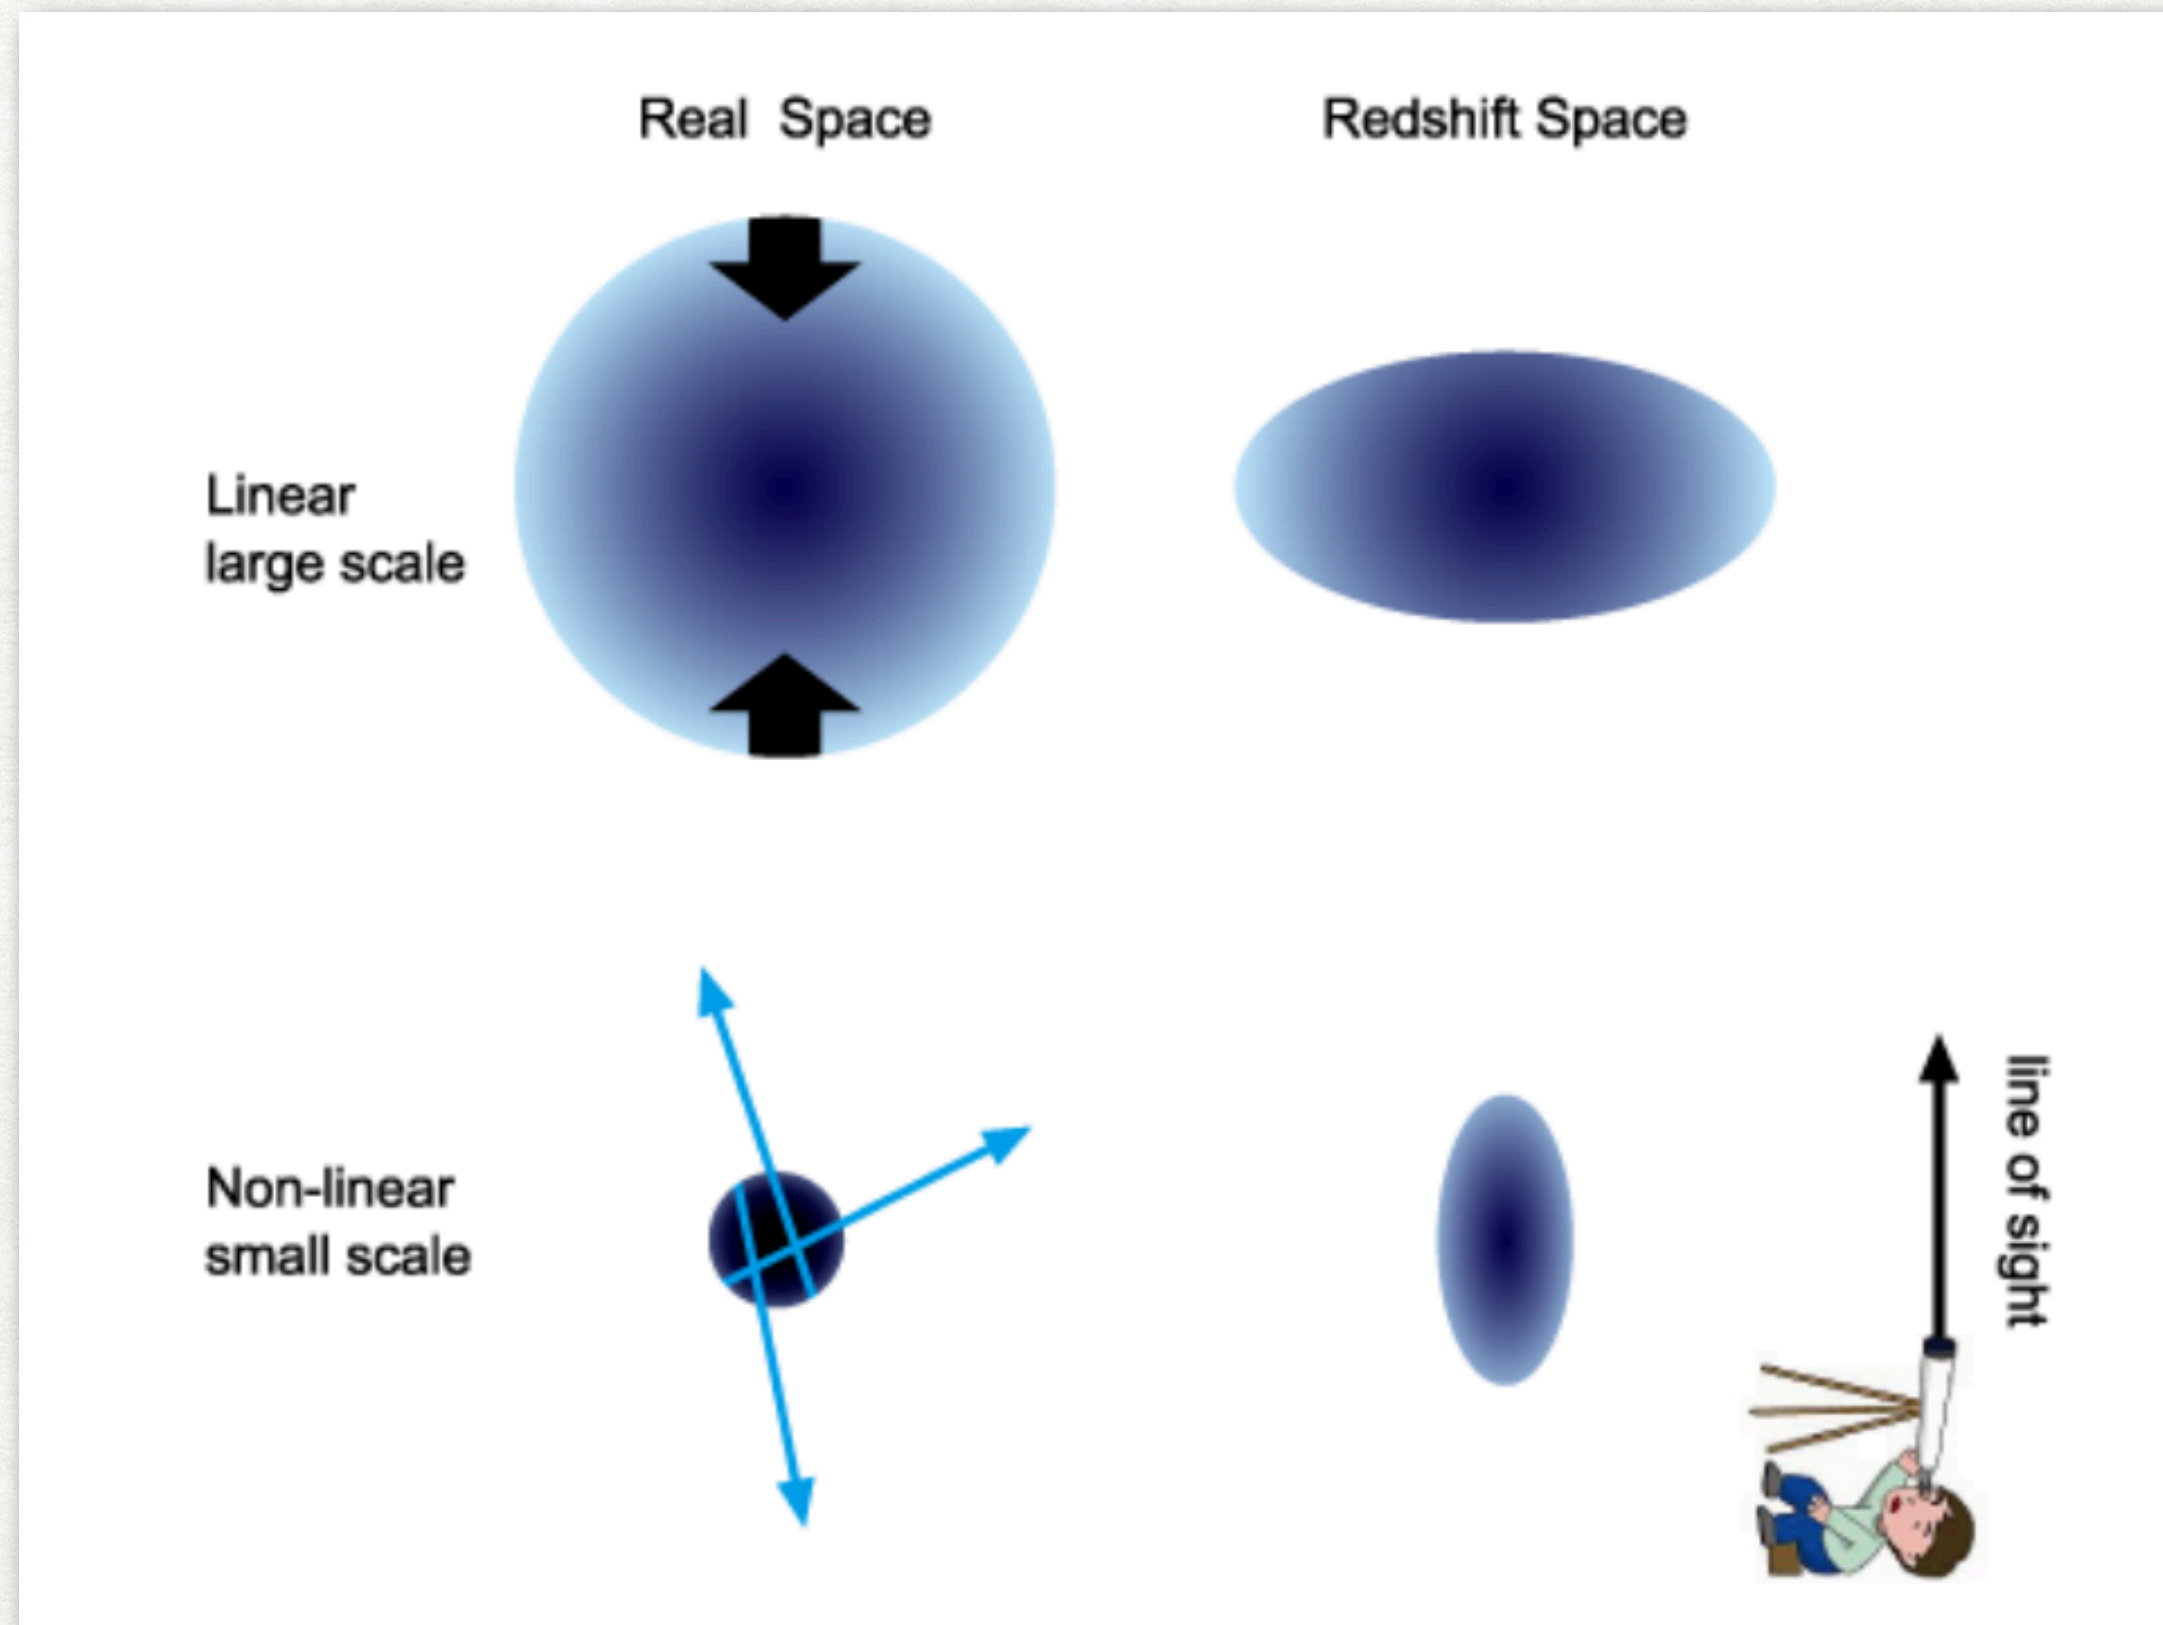 Real Space
Redshift Space
Linear
large scale
Non-linear
small scale
line of sight